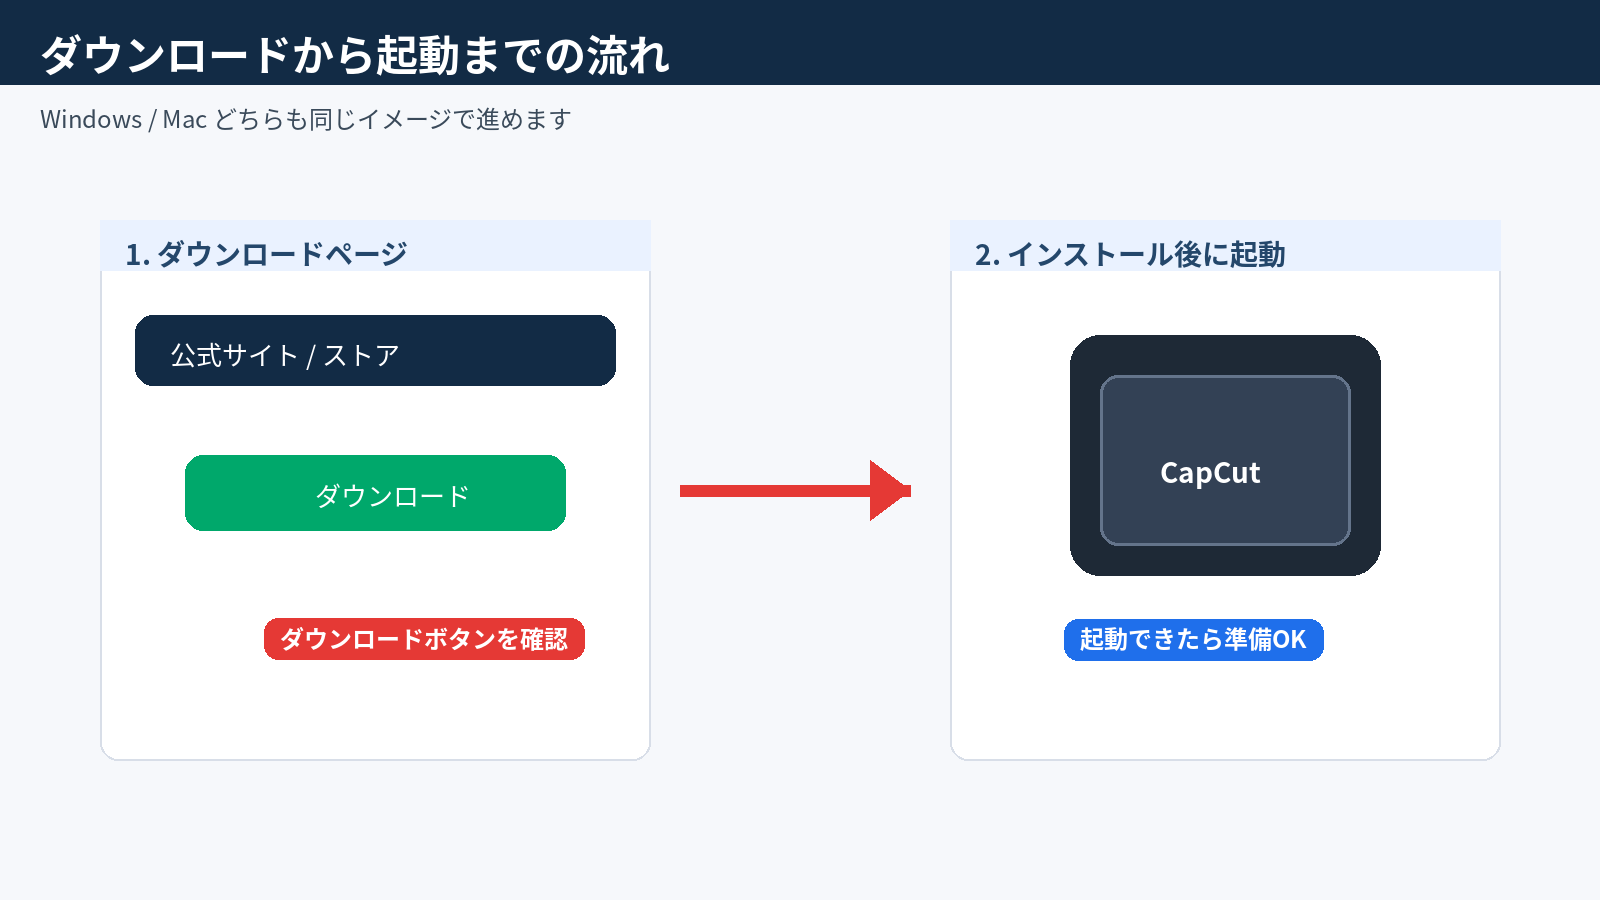 ダウンロードから起動までの流れ
Windows / Mac どちらも同じイメージで進めます
1. ダウンロードページ
公式サイト / ストア
ダウンロード
ダウンロードボタンを確認
2. インストール後に起動
CapCut
起動できたら準備OK